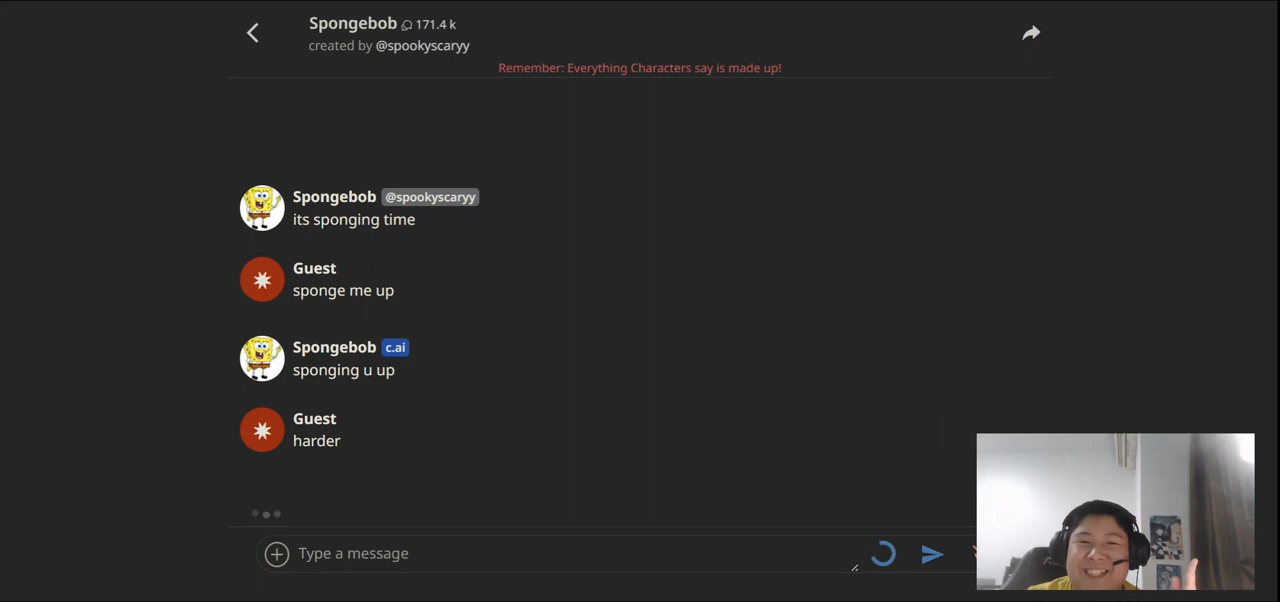 Spongebob 171.4 k
created by @spookyscaryy
Remember: Everything Characters say is made up!
Spongebob @spookyscaryy
its sponging time
Guest
sponge me up
Spongebob c.ai
sponging u up
Guest
harder
Type a message